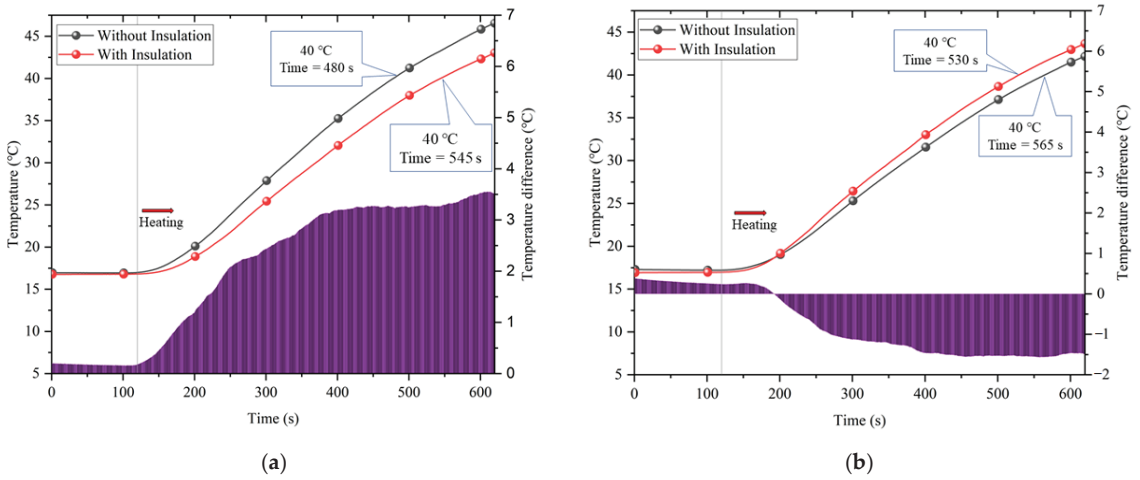 Without Insulation
With Insulation
40 ℃
Time = 480 s
40 ℃
Time = 545 s
Heating
Temperature (℃)
45
40
35
30
25
20
15
10
5
7
6
5
4
3
2
1
0
Temperature difference (℃)
0 100 200 300 400 500 600
Time (s)
(a)
Without Insulation
With Insulation
40 ℃
Time = 530 s
40 ℃
Time = 565 s
Heating
Temperature (℃)
45
40
35
30
25
20
15
10
5
7
6
5
4
3
2
1
0
−1
−2
Temperature difference (℃)
0 100 200 300 400 500 600
Time (s)
(b)